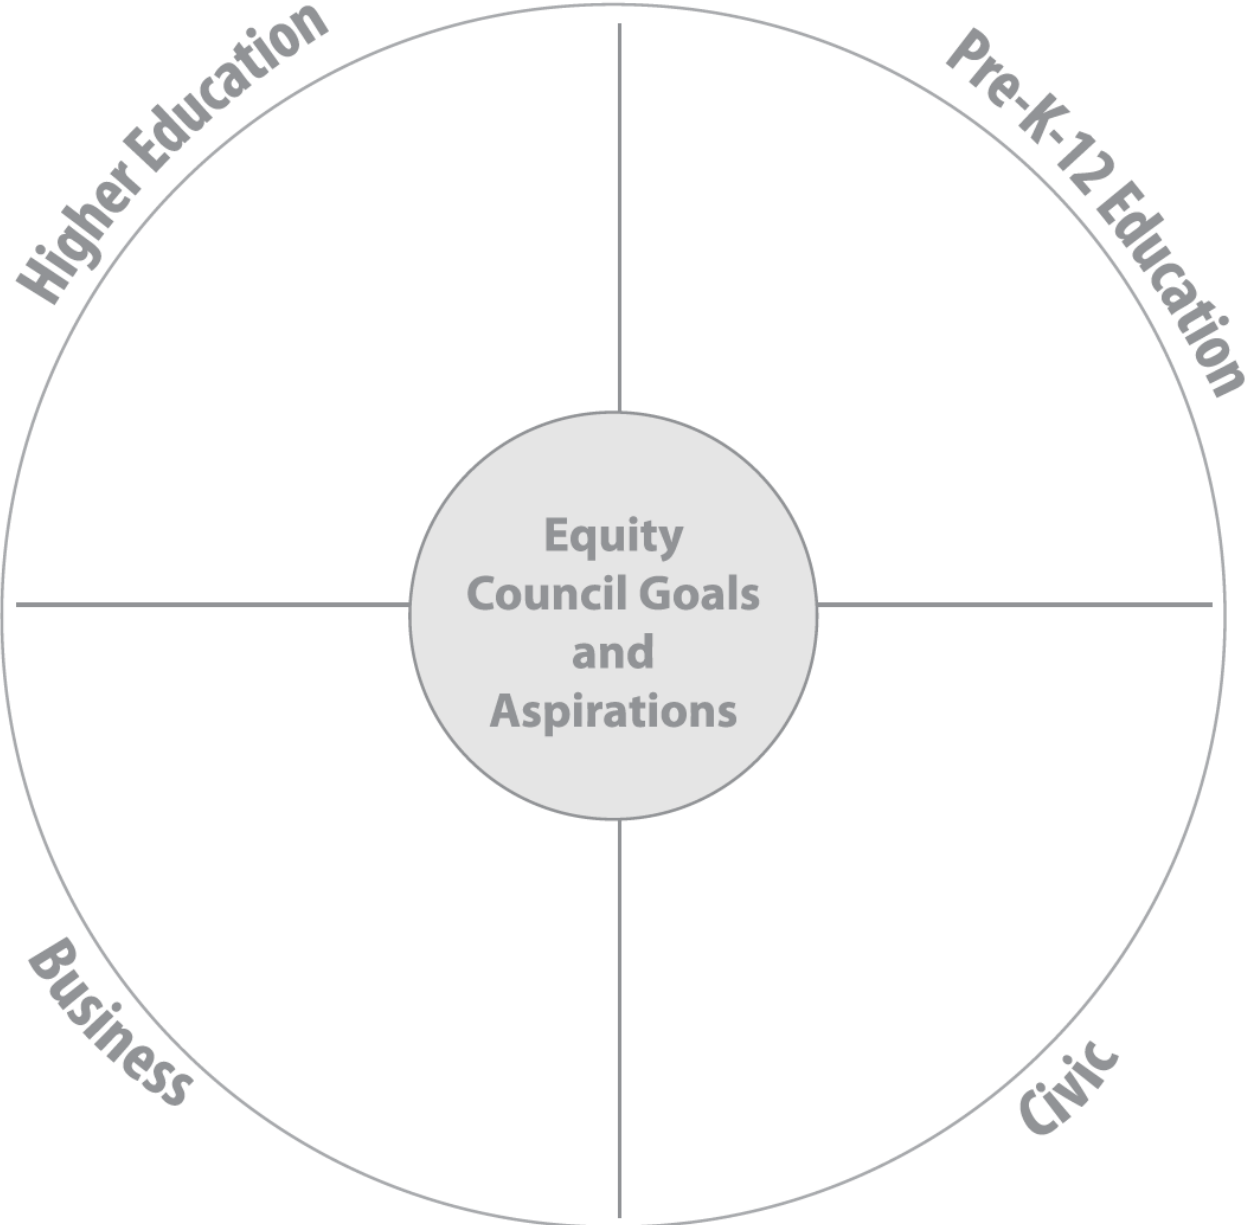 Higher Education
Pre-K-12 Education
Equity
Council Goals
and
Aspirations
Business
Civic